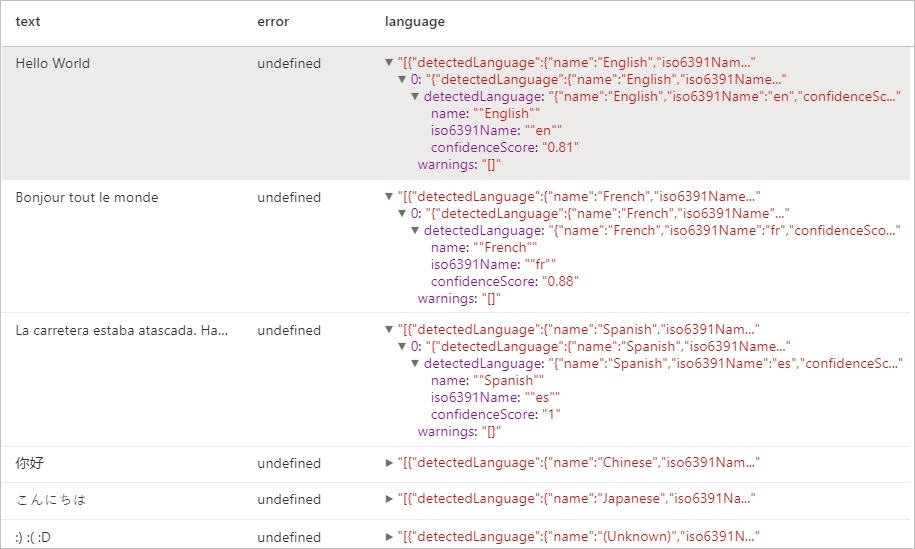 text error language
Hello World undefined ▼ "[{"detectedLanguage":{"name":"English","iso6391Nam..."
▼ 0: "{"detectedLanguage":{"name":"English","iso6391Name..."
▼ detectedLanguage: "{"name":"English","iso6391Name":"en","confidenceSc..."
name: ""English""
iso6391Name: ""en""
confidenceScore: "0.81"
warnings: "[]"
Bonjour tout le monde undefined ▼ "[{"detectedLanguage":{"name":"French","iso6391Name..."
▼ 0: "{"detectedLanguage":{"name":"French","iso6391Name"..."
▼ detectedLanguage: "{"name":"French","iso6391Name":"fr","confidenceSco..."
name: ""French""
iso6391Name: ""fr""
confidenceScore: "0.88"
warnings: "[]"
La carretera estaba atascada. Ha... undefined ▼ "[{"detectedLanguage":{"name":"Spanish","iso6391Nam..."
▼ 0: "{"detectedLanguage":{"name":"Spanish","iso6391Name..."
▼ detectedLanguage: "{"name":"Spanish","iso6391Name":"es","confidenceSc..."
name: ""Spanish""
iso6391Name: ""es""
confidenceScore: "1"
warnings: "[]"
你好 undefined ▶ "[{"detectedLanguage":{"name":"Chinese","iso6391Nam..."
こんにちは undefined ▶ "[{"detectedLanguage":{"name":"Japanese","iso6391Na..."
:) :( :D undefined ▶ "[{"detectedLanguage":{"name":"(Unknown)","iso6391N..."